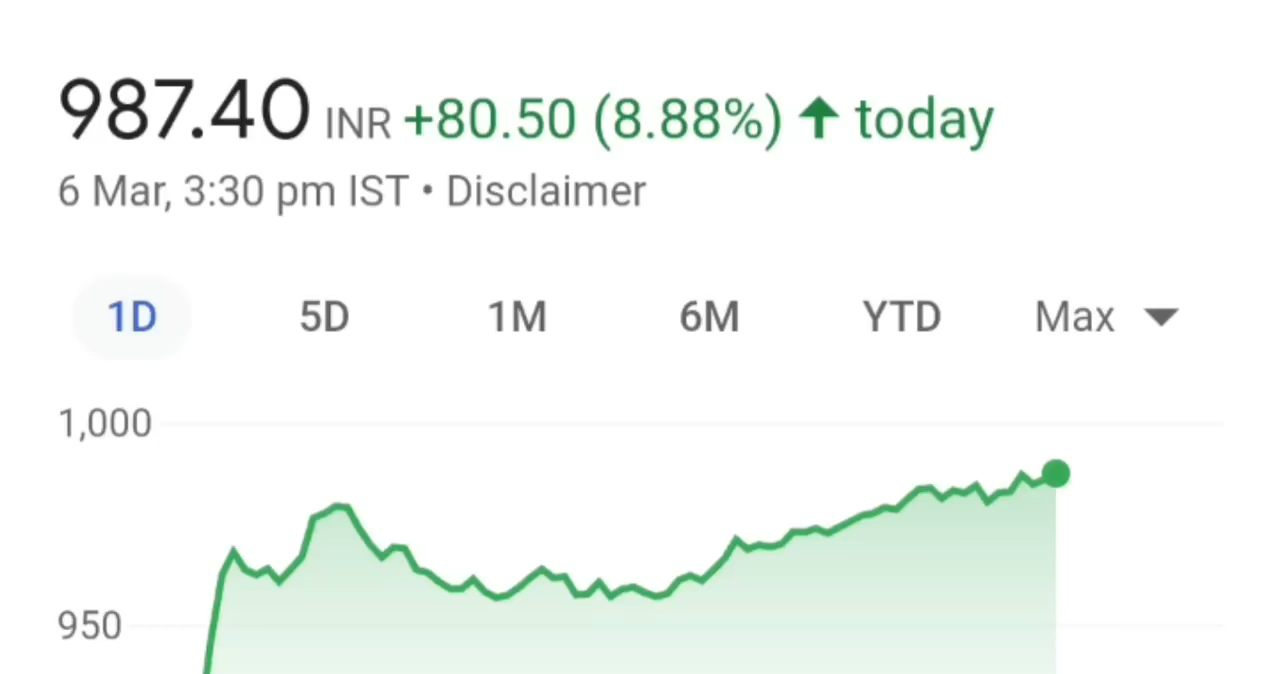 987.40 INR +80.50 (8.88%) ↑ today
6 Mar, 3:30 pm IST • Disclaimer
1D 5D 1M 6M YTD Max
1,000
950